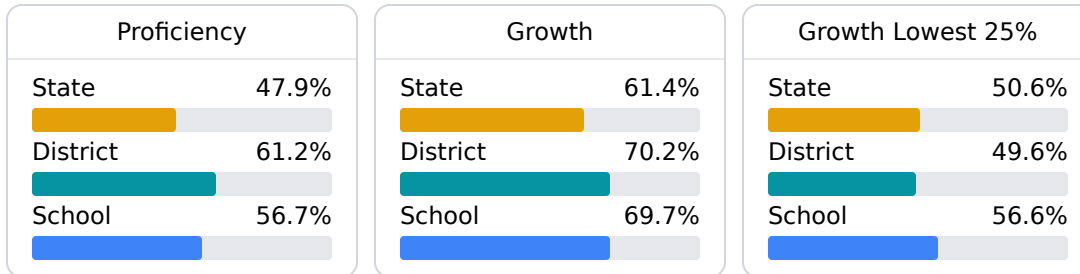 Proficiency
State 47.9%
District 61.2%
School 56.7%
Growth
State 61.4%
District 70.2%
School 69.7%
Growth Lowest 25%
State 50.6%
District 49.6%
School 56.6%